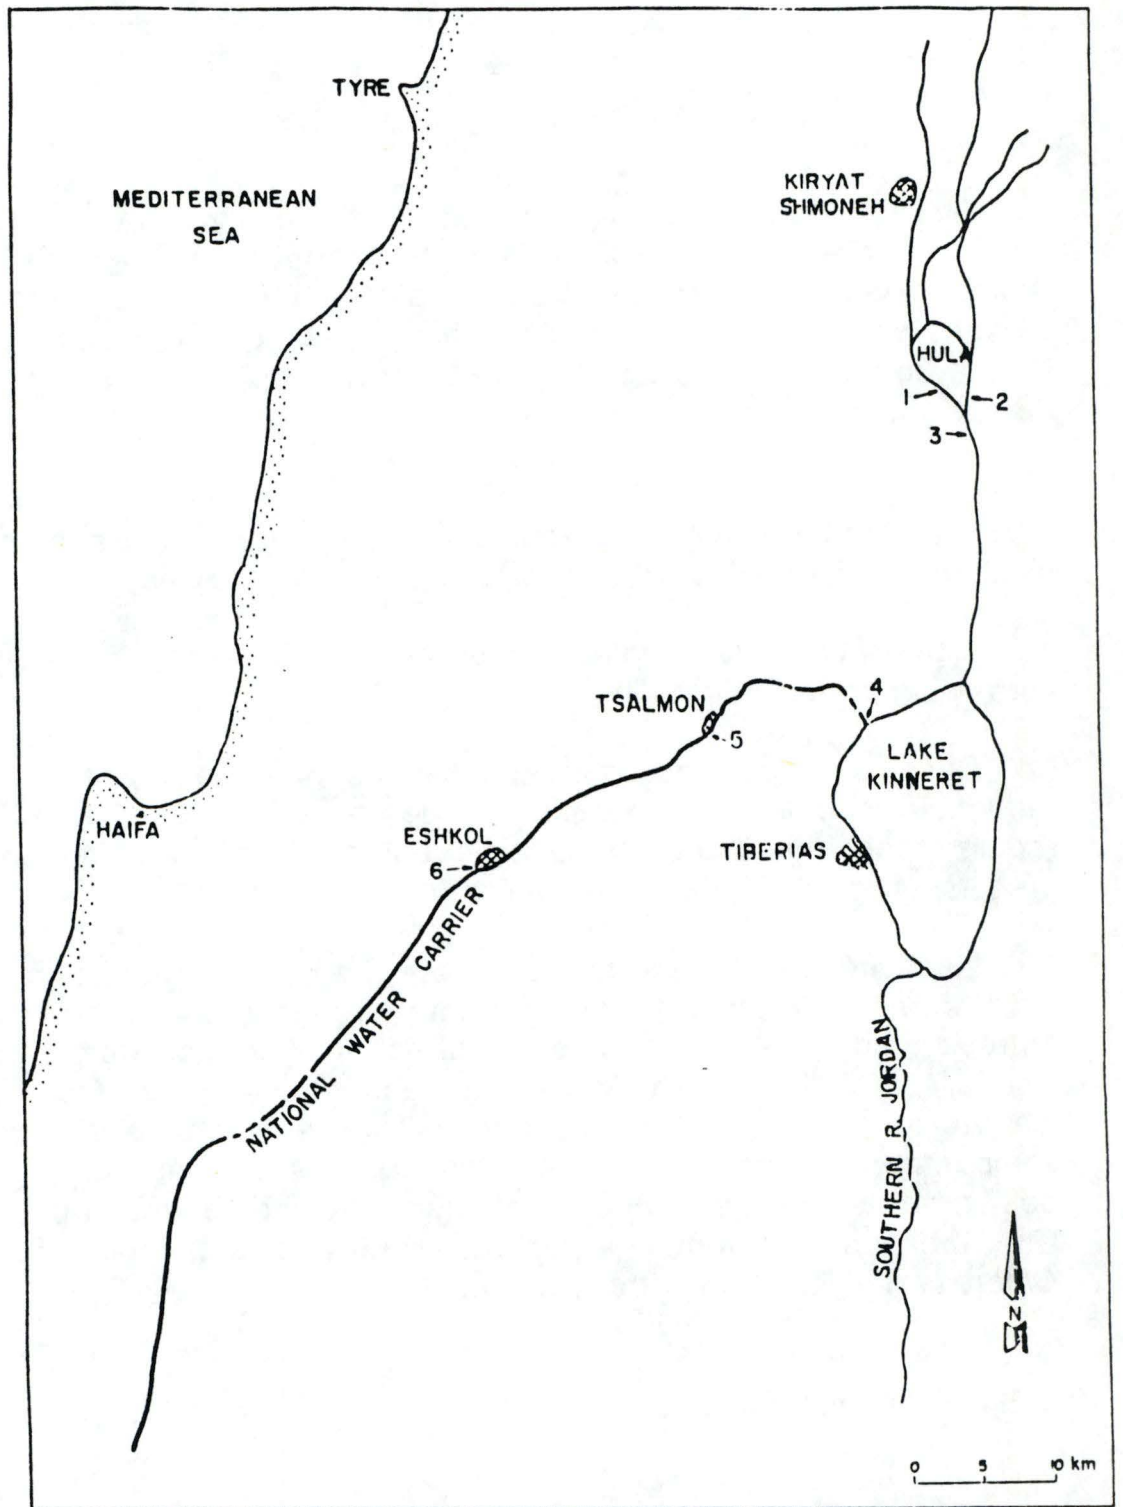 TYRE
MEDITERRANEAN
SEA
KIRYAT
SHMONEH
HULA
1
2
3
4
TSALMON
5
LAKE
KINNERET
HAIFA
ESHKOL
6
TIBERIAS
NATIONAL WATER CARRIER
SOUTHERN R. JORDAN
N
0 5 10 km